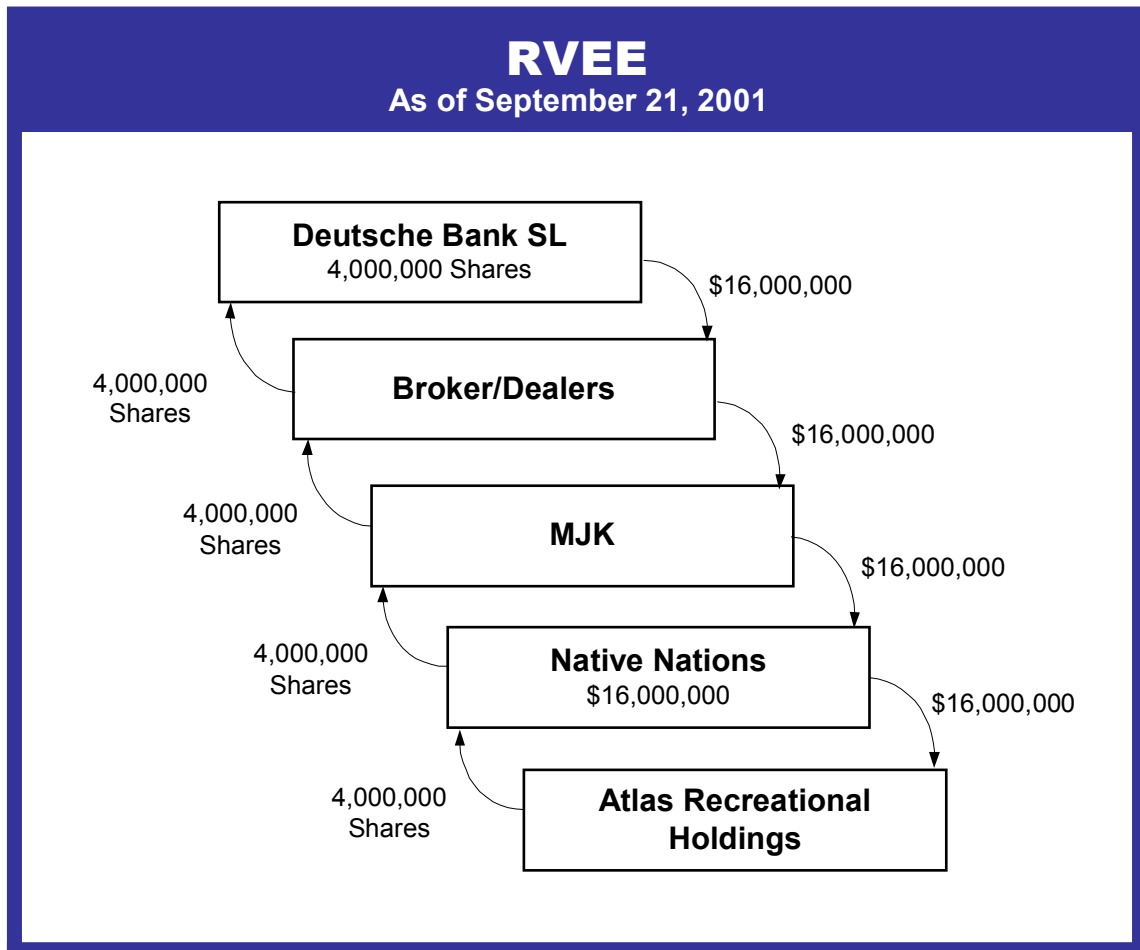 RVEE
As of September 21, 2001
Deutsche Bank SL
4,000,000 Shares
$16,000,000
4,000,000
Shares
Broker/Dealers
$16,000,000
4,000,000
Shares
MJK
$16,000,000
4,000,000
Shares
Native Nations
$16,000,000
$16,000,000
4,000,000
Shares
Atlas Recreational
Holdings